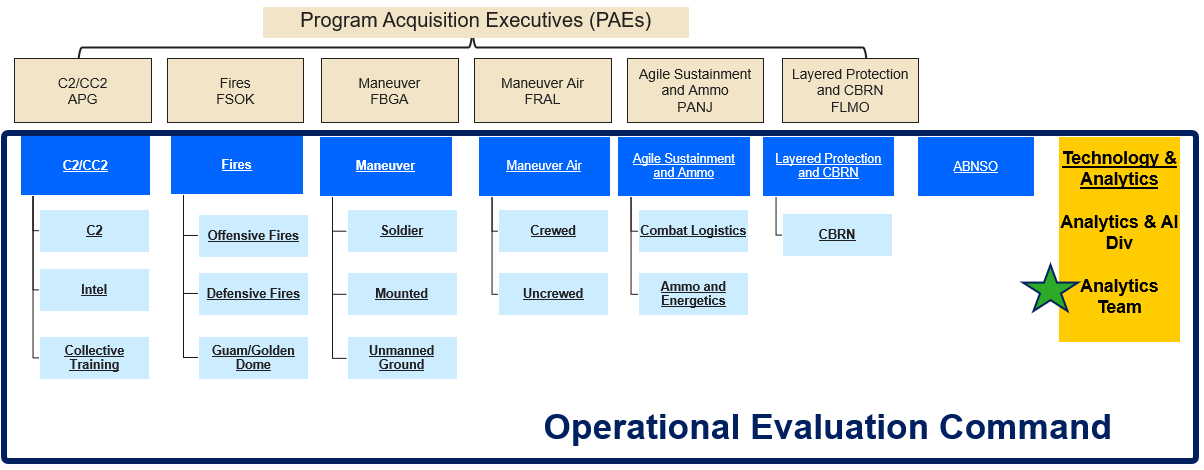 Program Acquisition Executives (PAEs)
C2/CC2
APG
Fires
FSOK
Maneuver
FBGA
Maneuver Air
FRAL
Agile Sustainment
and Ammo
PANJ
Layered Protection
and CBRN
FLMO
C2/CC2
C2
Intel
Collective
Training
Fires
Offensive Fires
Defensive Fires
Guam/Golden
Dome
Maneuver
Soldier
Mounted
Unmanned
Ground
Maneuver Air
Crewed
Uncrewed
Agile Sustainment
and Ammo
Combat Logistics
Ammo and
Energetics
Layered Protection
and CBRN
CBRN
ABNSO
Technology &
Analytics
Analytics & AI
Div
Analytics
Team
Operational Evaluation Command